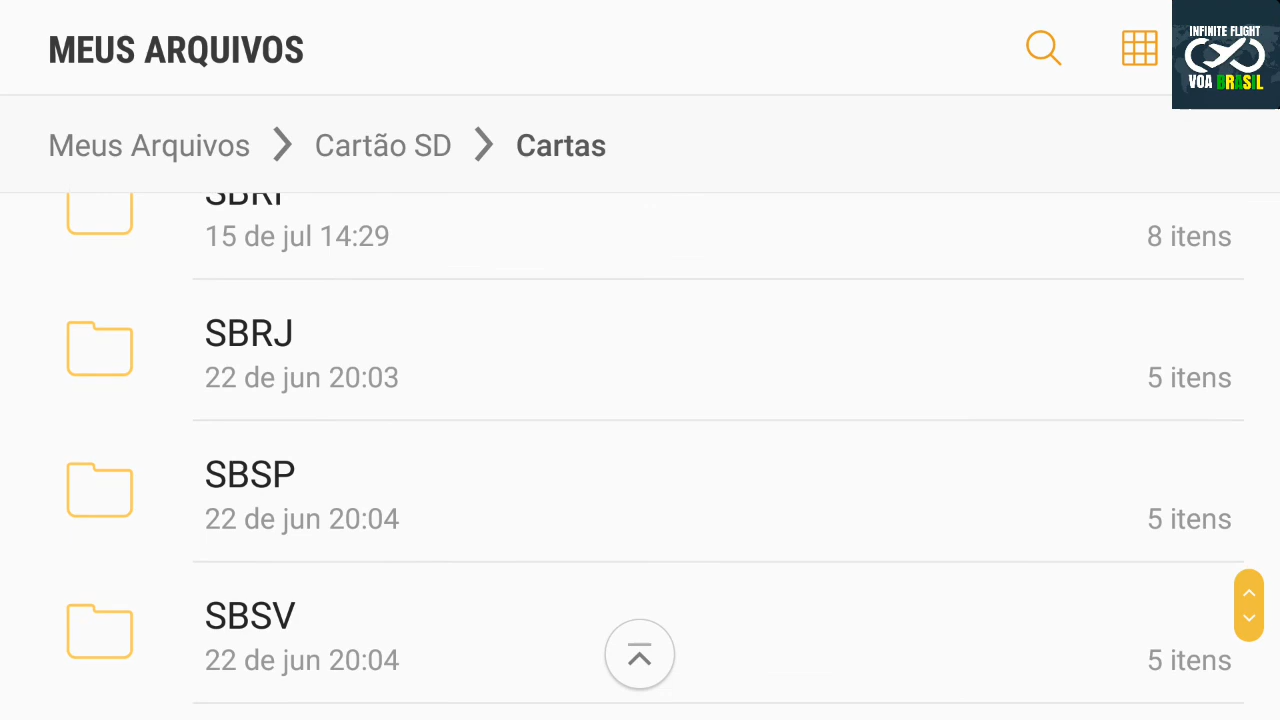 MEUS ARQUIVOS
INFINITE FLIGHT
VOA BRASIL
Meus Arquivos
Cartão SD
Cartas
15 de jul 14:29
8 itens
SBRJ
22 de jun 20:03
5 itens
SBSP
22 de jun 20:04
5 itens
SBSV
22 de jun 20:04
5 itens